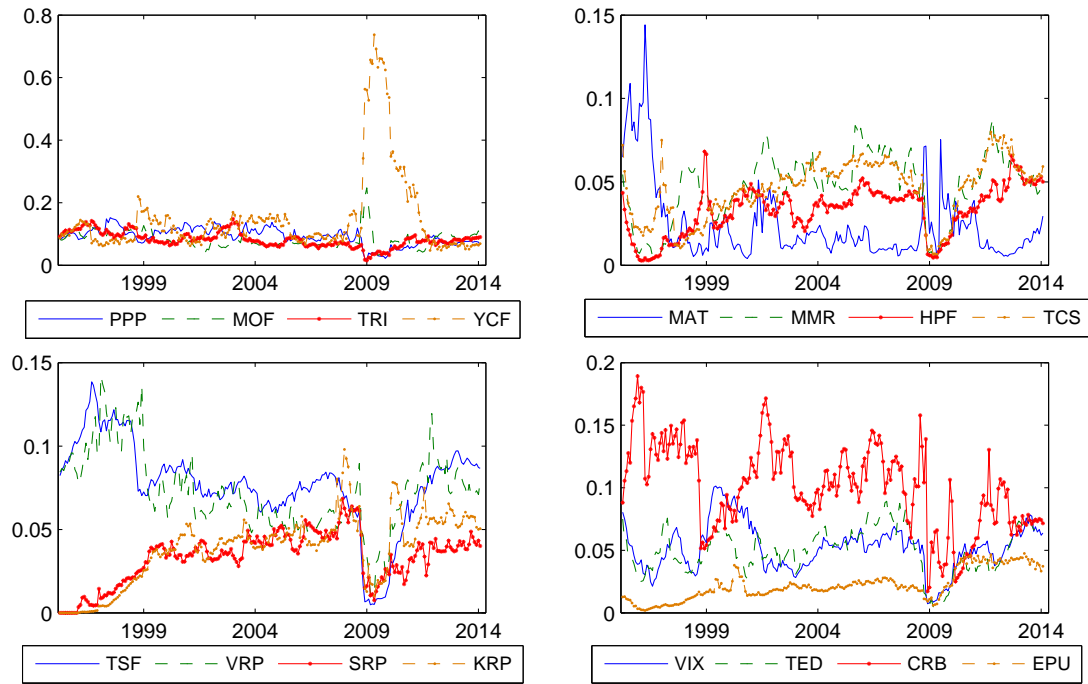 0.8
0.6
0.4
0.2
0
1999 2004 2009 2014
PPP MOF TRI YCF
0.15
0.1
0.05
0
1999 2004 2009 2014
MAT MMR HPF TCS
0.15
0.1
0.05
0
1999 2004 2009 2014
TSF VRP SRP KRP
0.2
0.15
0.1
0.05
0
1999 2004 2009 2014
VIX TED CRB EPU